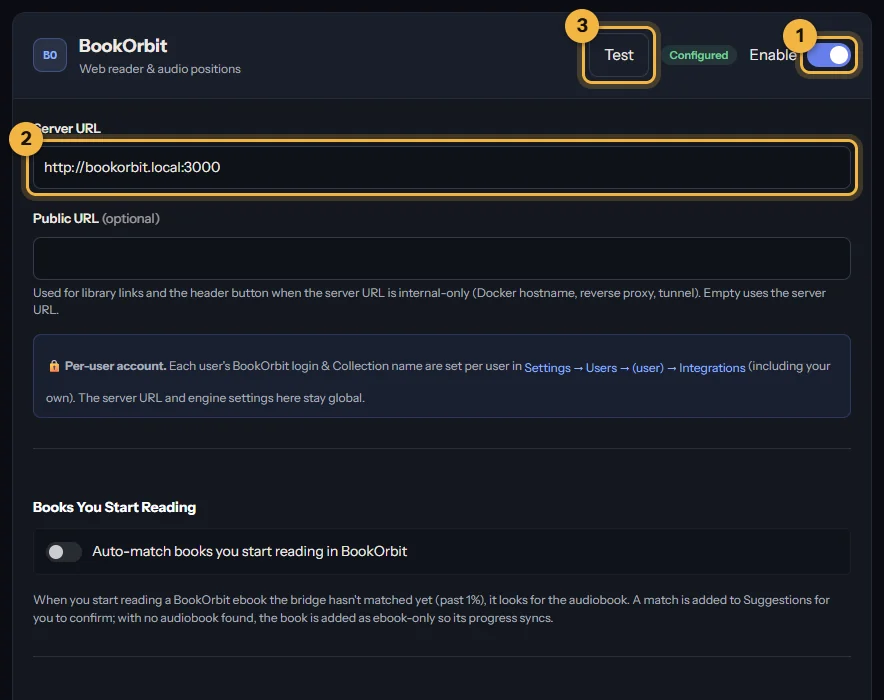 BO
BookOrbit
Web reader & audio positions
3
Test
Configured
Enable
1
2
Server URL
http://bookorbit.local:3000
Public URL (optional)
Used for library links and the header button when the server URL is internal-only (Docker hostname, reverse proxy, tunnel). Empty uses the server
URL.
🔒 Per-user account. Each user's BookOrbit login & Collection name are set per user in Settings → Users → (user) → Integrations (including your
own). The server URL and engine settings here stay global.
Books You Start Reading
Auto-match books you start reading in BookOrbit
When you start reading a BookOrbit ebook the bridge hasn't matched yet (past 1%), it looks for the audiobook. A match is added to Suggestions for
you to confirm; with no audiobook found, the book is added as ebook-only so its progress syncs.